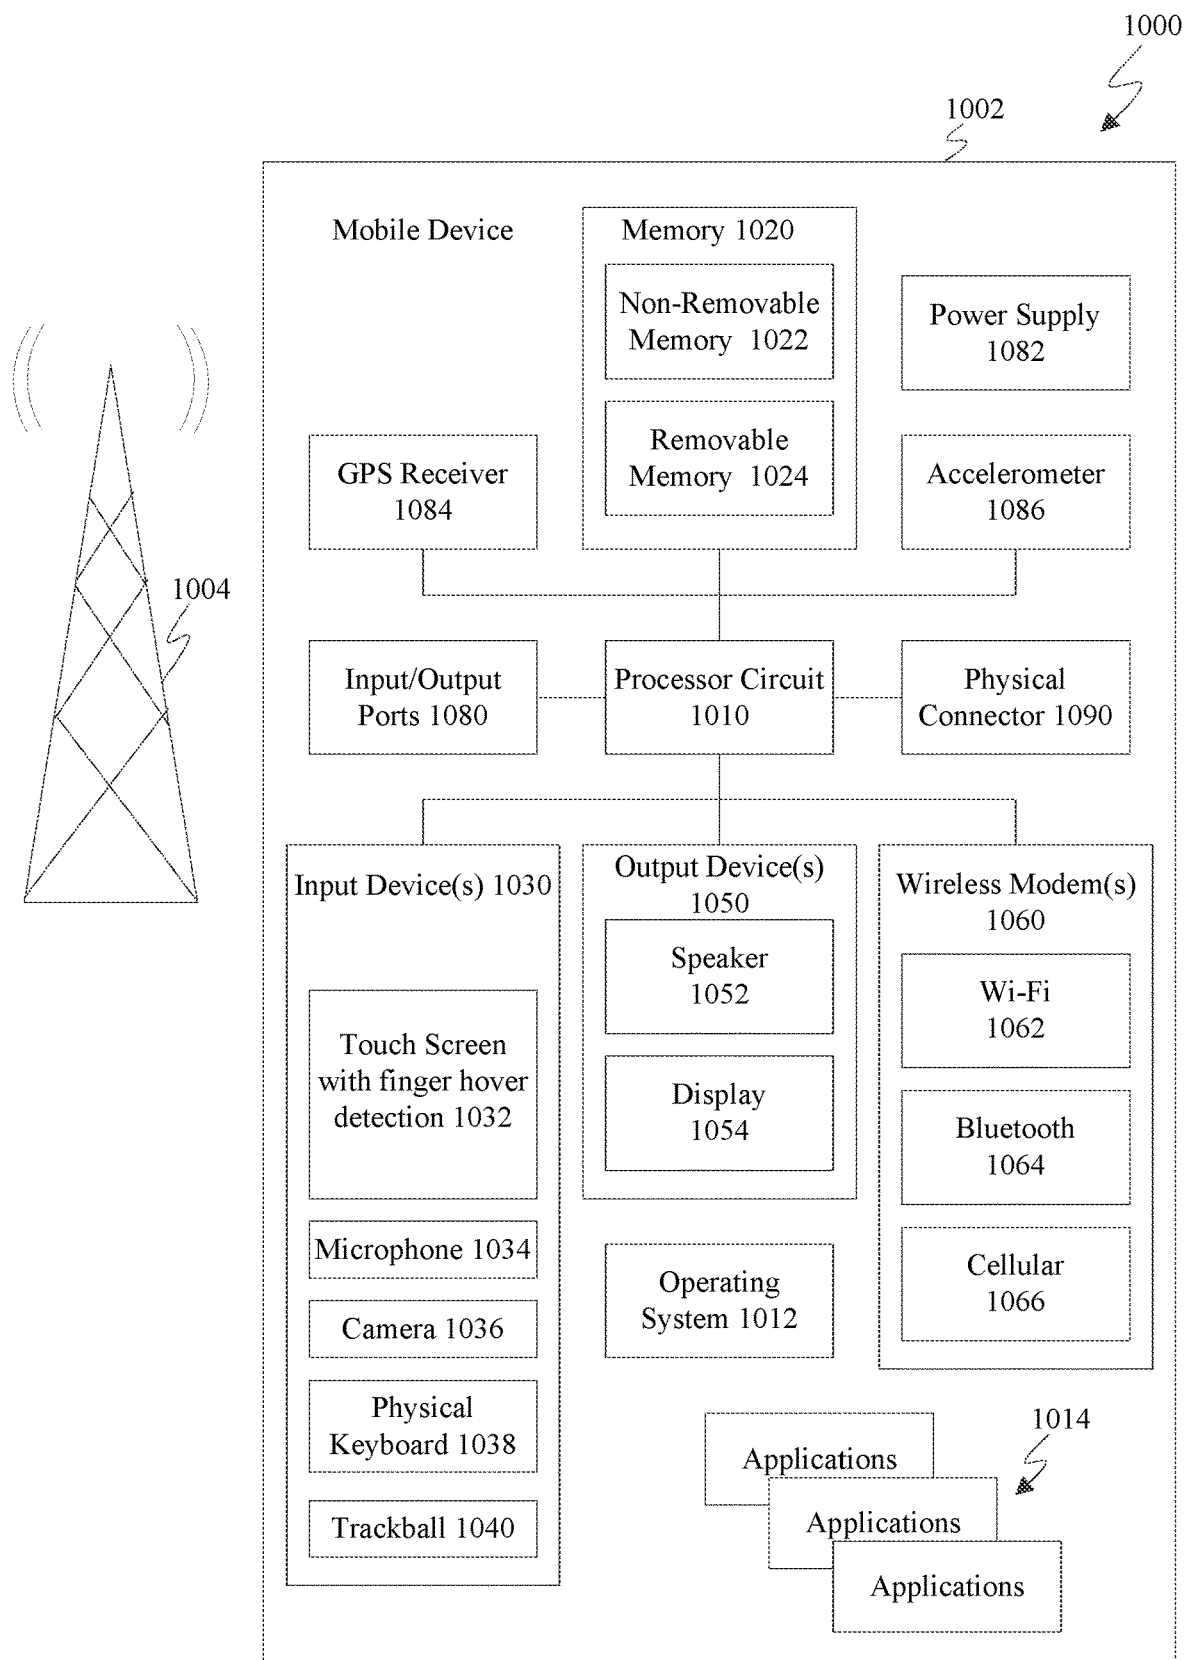 1000
1002
Mobile Device
Memory 1020
Non-Removable
Memory 1022
Removable
Memory 1024
Power Supply
1082
GPS Receiver
1084
Accelerometer
1086
1004
Input/Output
Ports 1080
Processor Circuit
1010
Physical
Connector 1090
Input Device(s) 1030
Touch Screen
with finger hover
detection 1032
Microphone 1034
Camera 1036
Physical
Keyboard 1038
Trackball 1040
Output Device(s)
1050
Speaker
1052
Display
1054
Wireless Modem(s)
1060
Wi-Fi
1062
Bluetooth
1064
Cellular
1066
Operating
System 1012
1014
Applications
Applications
Applications